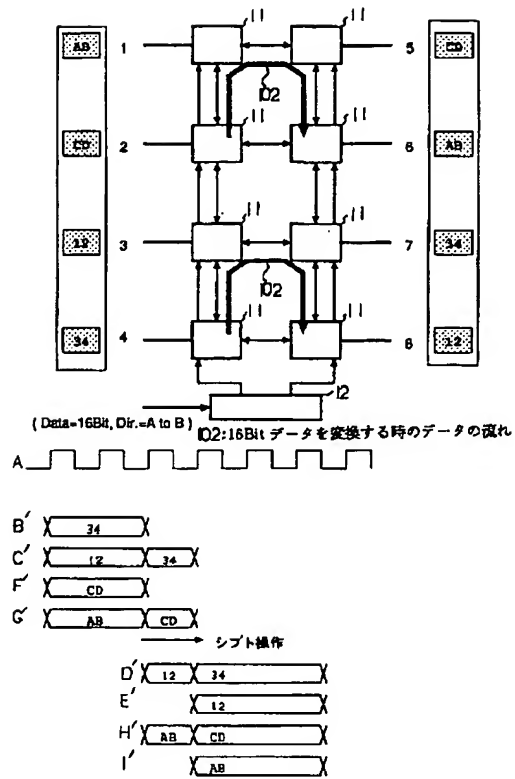 11 11
AB 1 5 CD
102
11 11
CD 2 6 AB
11 11
12 3 7 34
102
11 11
34 4 8 12
12
(Data=16Bit, Dir.=A to B)
102:16Bit データを変換する時のデータの流れ
A
B' 34
C' 12 34
F' CD
G' AB CD
シフト操作
D' 12 34
E' 12
H' AB CD
I' AB